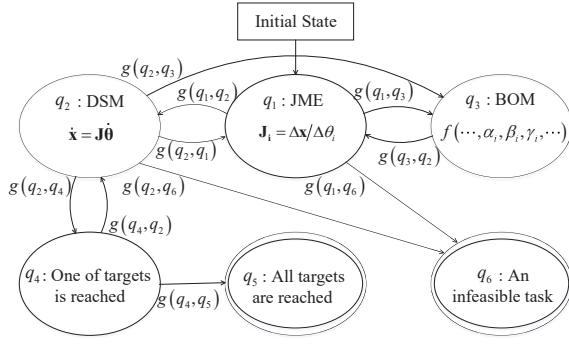 Initial State
g(q₂,q₃)
q₂ : DSM
ẋ = Jθ̇
g(q₁,q₂)
g(q₂,q₁)
q₁ : JME
Jᵢ = Δx/Δθᵢ
g(q₁,q₃)
g(q₃,q₂)
q₃ : BOM
f(⋯,αᵢ,βᵢ,γᵢ,⋯)
g(q₂,q₄)
g(q₄,q₂)
g(q₂,q₆)
g(q₁,q₆)
q₄ : One of targets
is reached
g(q₄,q₅)
q₅ : All targets
are reached
q₆ : An
infeasible task